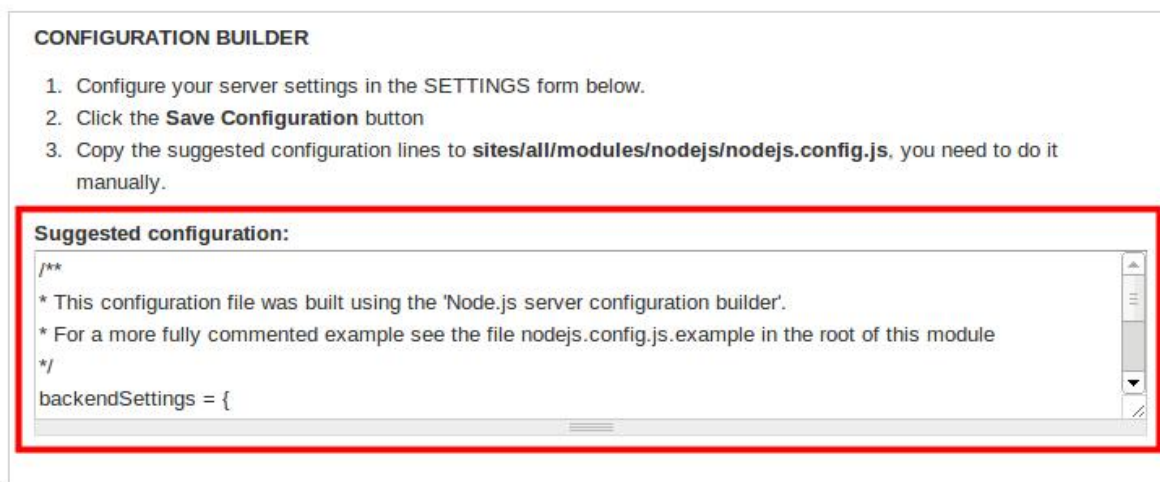 CONFIGURATION BUILDER
1. Configure your server settings in the SETTINGS form below.
2. Click the Save Configuration button
3. Copy the suggested configuration lines to sites/all/modules/nodejs/nodejs.config.js, you need to do it
manually.
Suggested configuration:
/**
* This configuration file was built using the 'Node.js server configuration builder'.
* For a more fully commented example see the file nodejs.config.js.example in the root of this module
*/
backendSettings = {